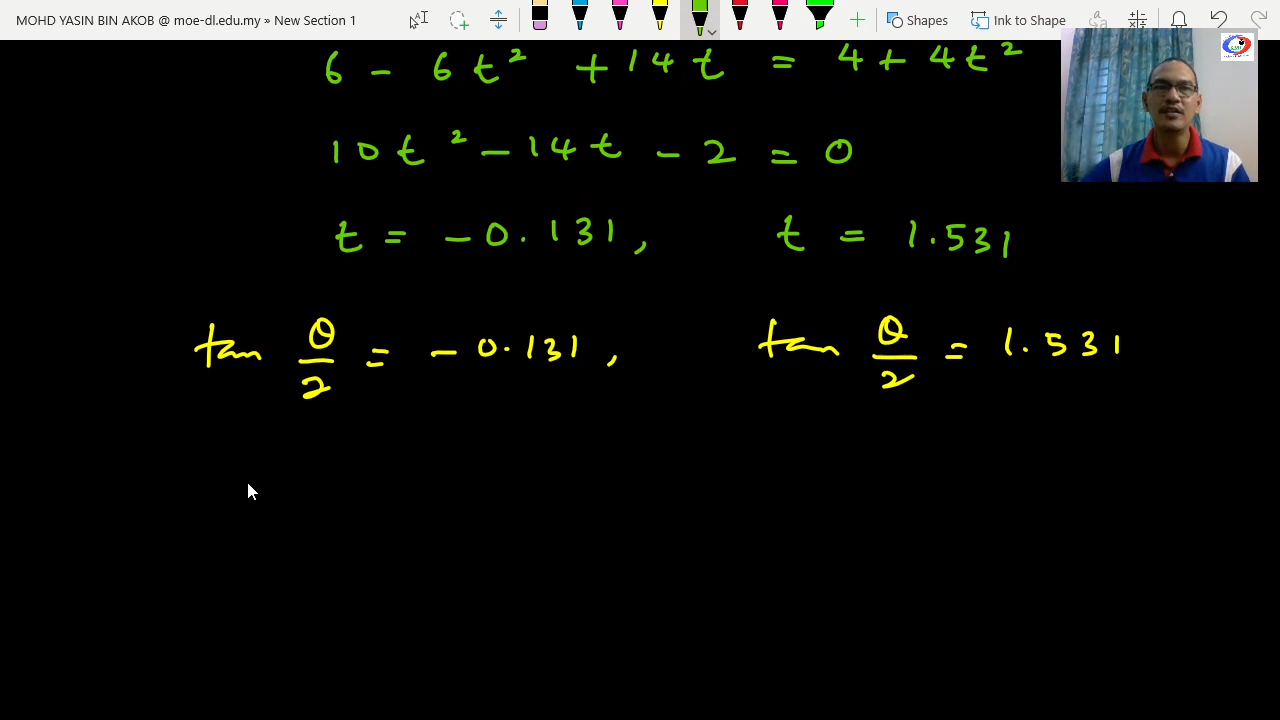 MOHD YASIN BIN AKOB @ moe-dl.edu.my » New Section 1
Shapes
Ink to Shape
6 - 6t² + 14t = 4 + 4t²
10t² - 14t - 2 = 0
t = -0.131, t = 1.531
tan θ/2 = -0.131, tan θ/2 = 1.531